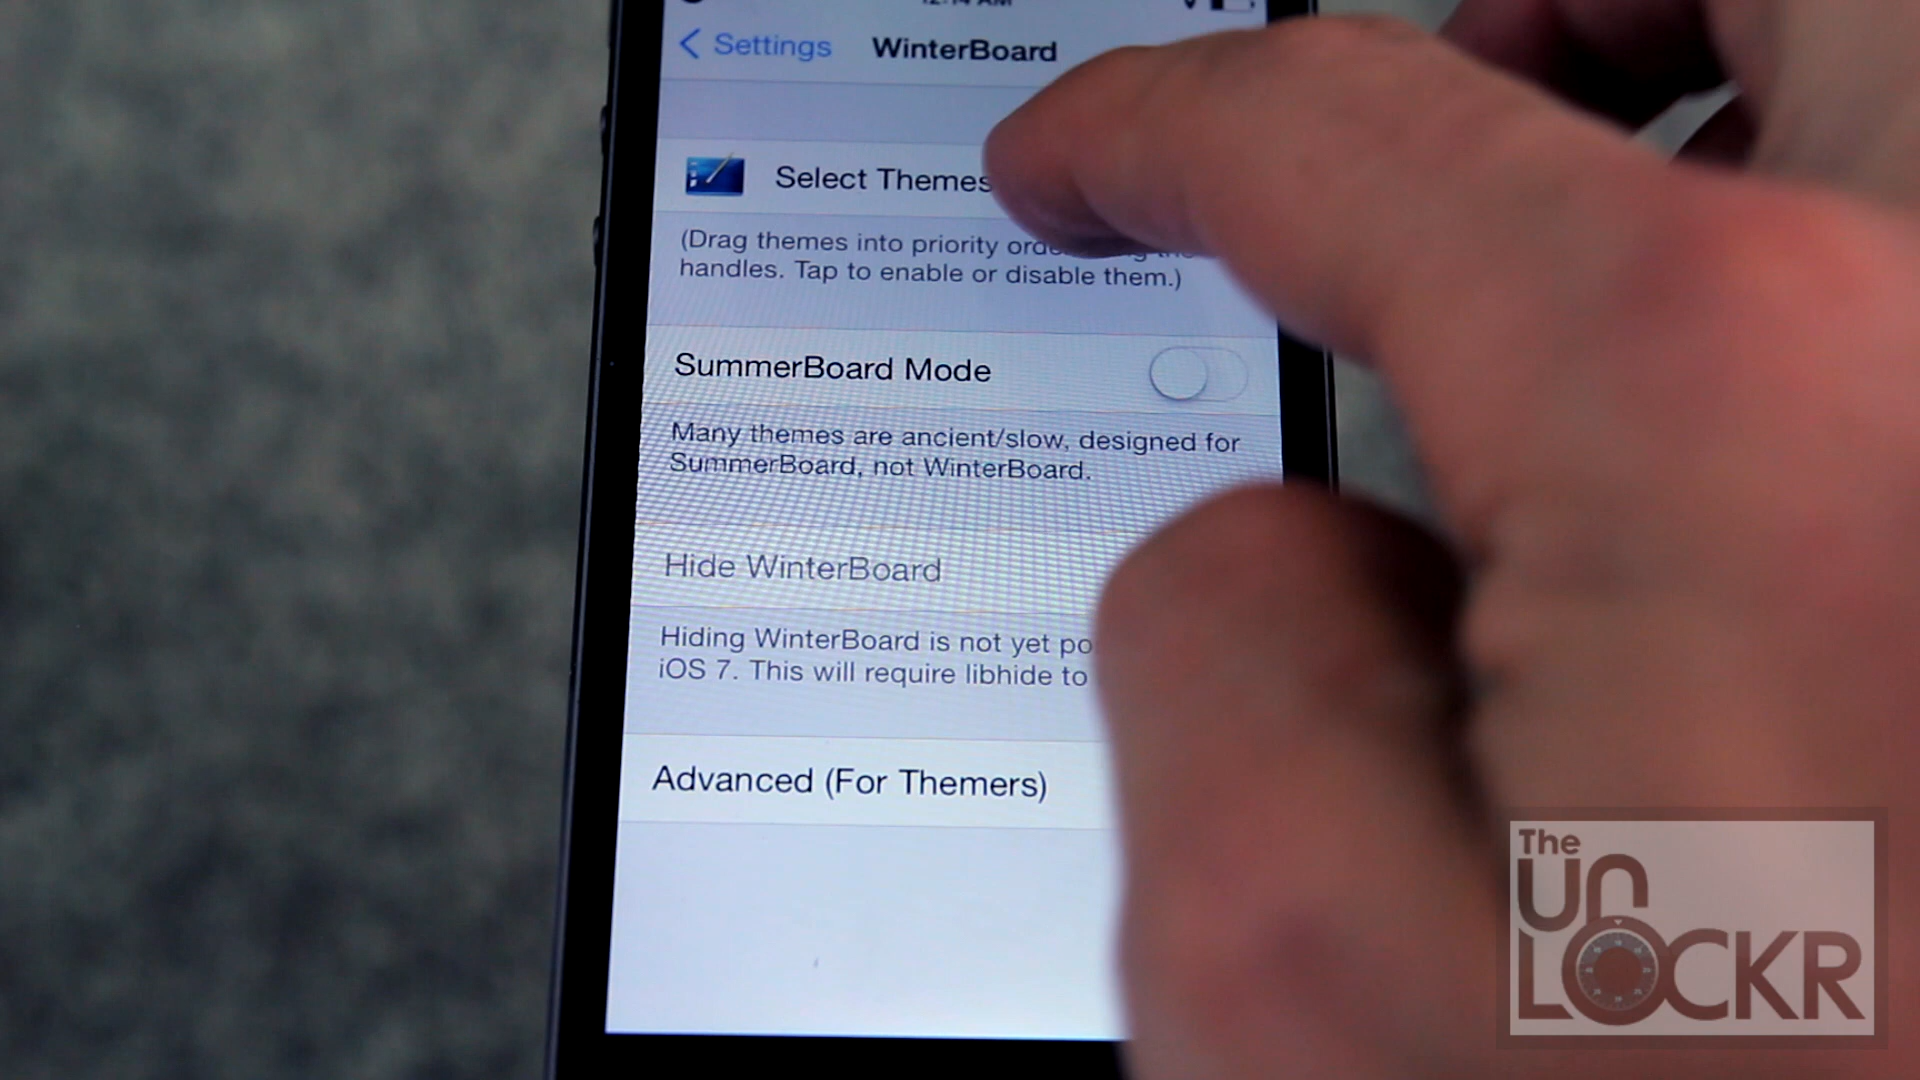 Settings WinterBoard
Select Themes
(Drag themes into priority
handles. Tap to enable or disable them.)
SummerBoard Mode
Many themes are ancient/slow, designed for
SummerBoard, not WinterBoard.
Hide WinterBoard
Hiding WinterBoard is not yet
iOS 7. This will require libhide to
Advanced (For Themers)
The
UN
LOCKR